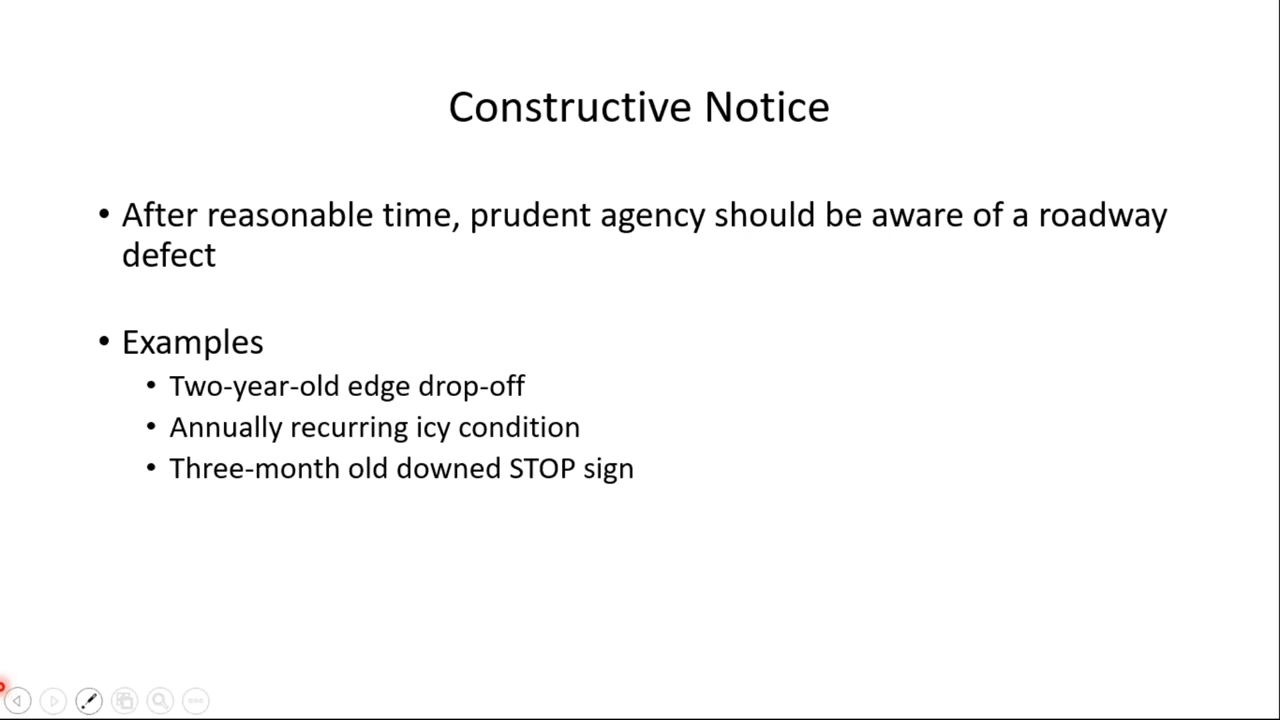 Constructive Notice
• After reasonable time, prudent agency should be aware of a roadway
defect
• Examples
• Two-year-old edge drop-off
• Annually recurring icy condition
• Three-month old downed STOP sign